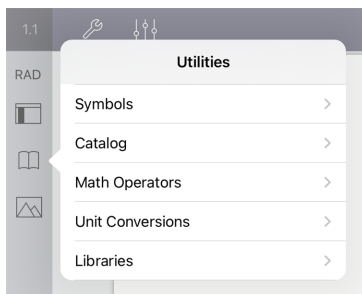 1.1
Utilities
RAD
Symbols
Catalog
Math Operators
Unit Conversions
Libraries